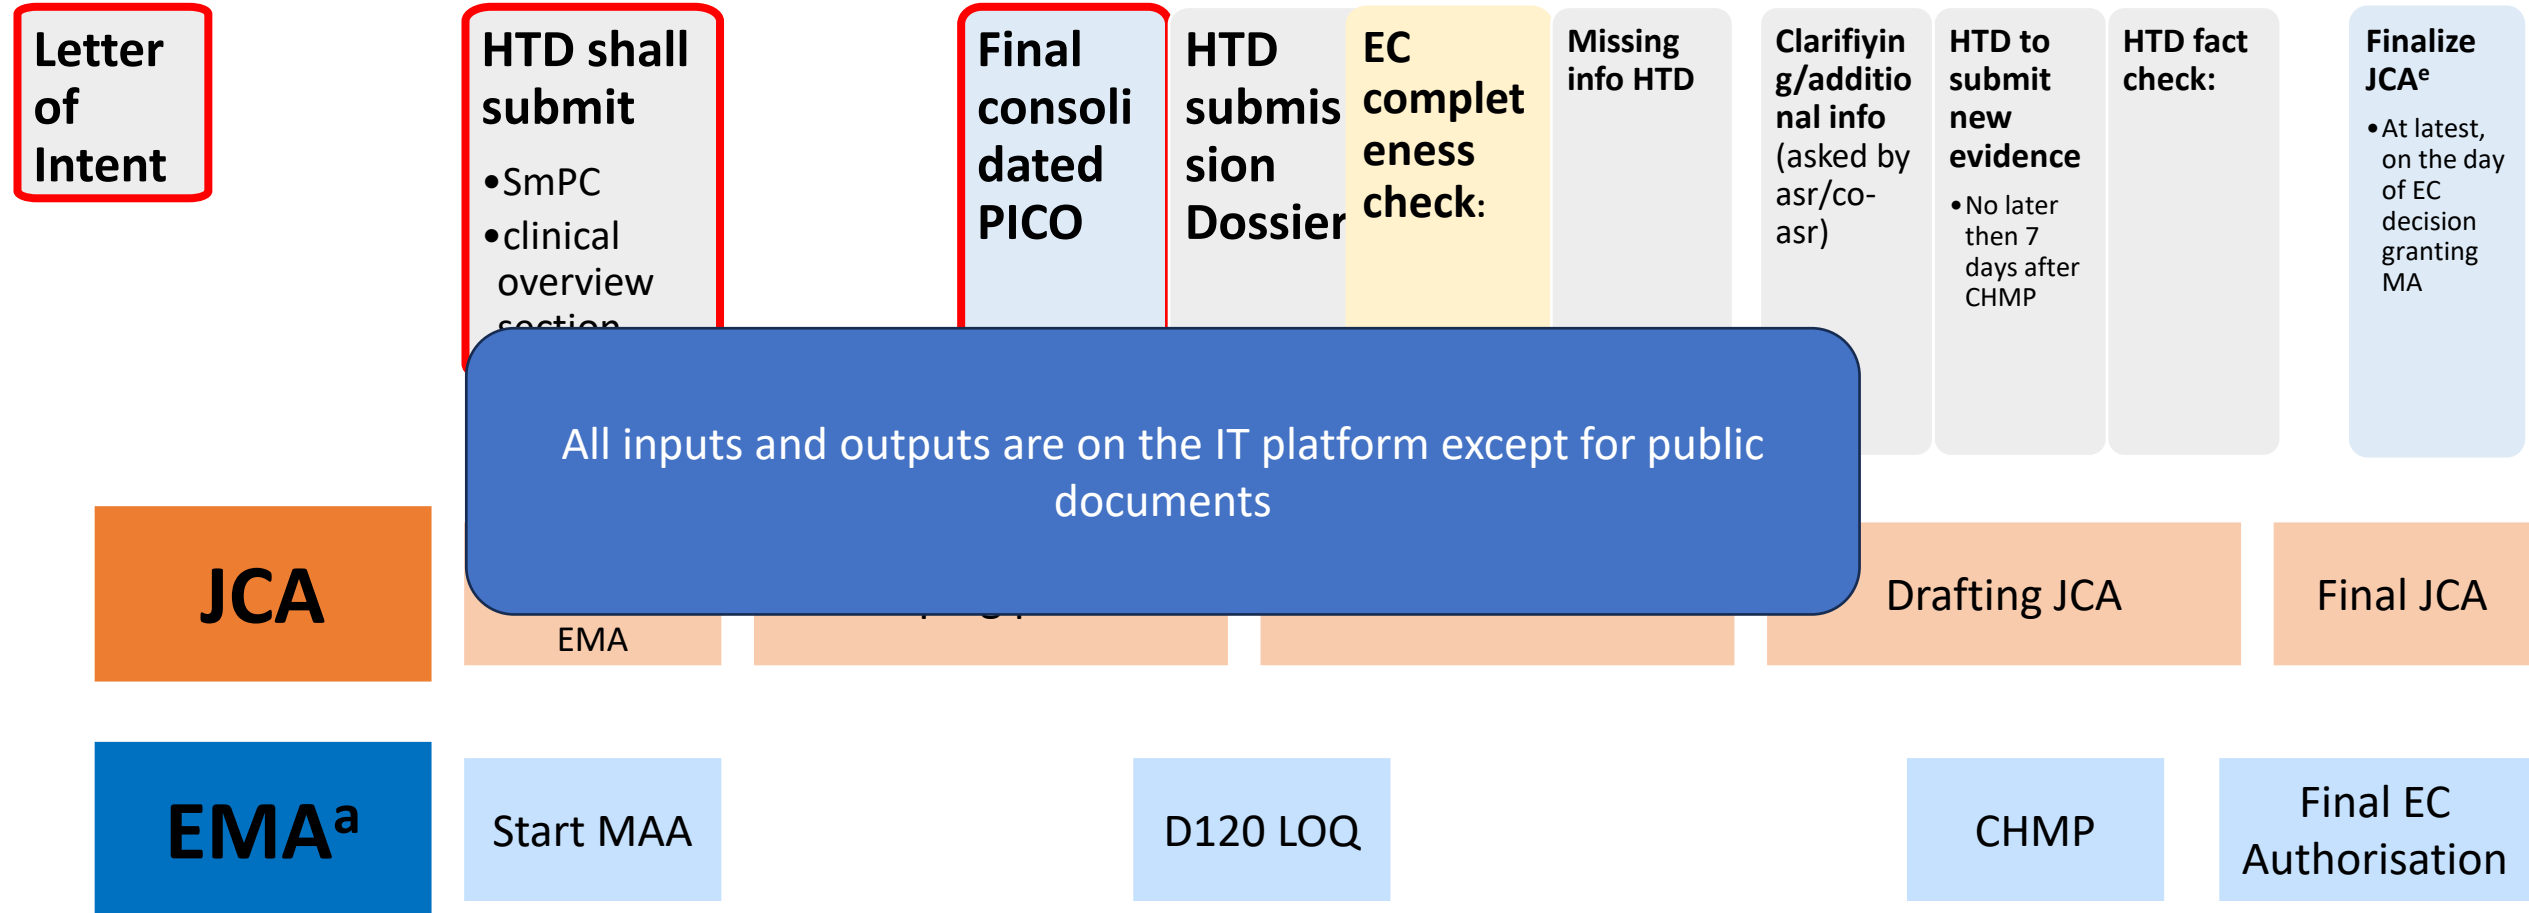 Letter
of
Intent
HTD shall
submit
•SmPC
•clinical
overview
section
Final
consoli
dated
PICO
HTD
submis
sion
Dossier
EC
complet
eness
check:
Missing
info HTD
Clarifiyin
g/additio
nal info
(asked by
asr/co-
asr)
HTD to
submit
new
evidence
•No later
then 7
days after
CHMP
HTD fact
check:
Finalize
JCAᵉ
•At latest,
on the day
of EC
decision
granting
MA
All inputs and outputs are on the IT platform except for public
documents
JCA
EMA
Drafting JCA
Final JCA
EMAᵃ
Start MAA
D120 LOQ
CHMP
Final EC
Authorisation